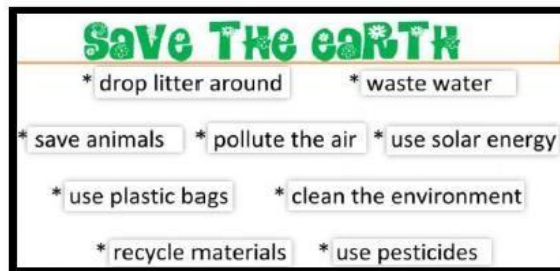 SaVe THe eaRTH
* drop litter around * waste water
* save animals * pollute the air * use solar energy
* use plastic bags * clean the environment
* recycle materials * use pesticides